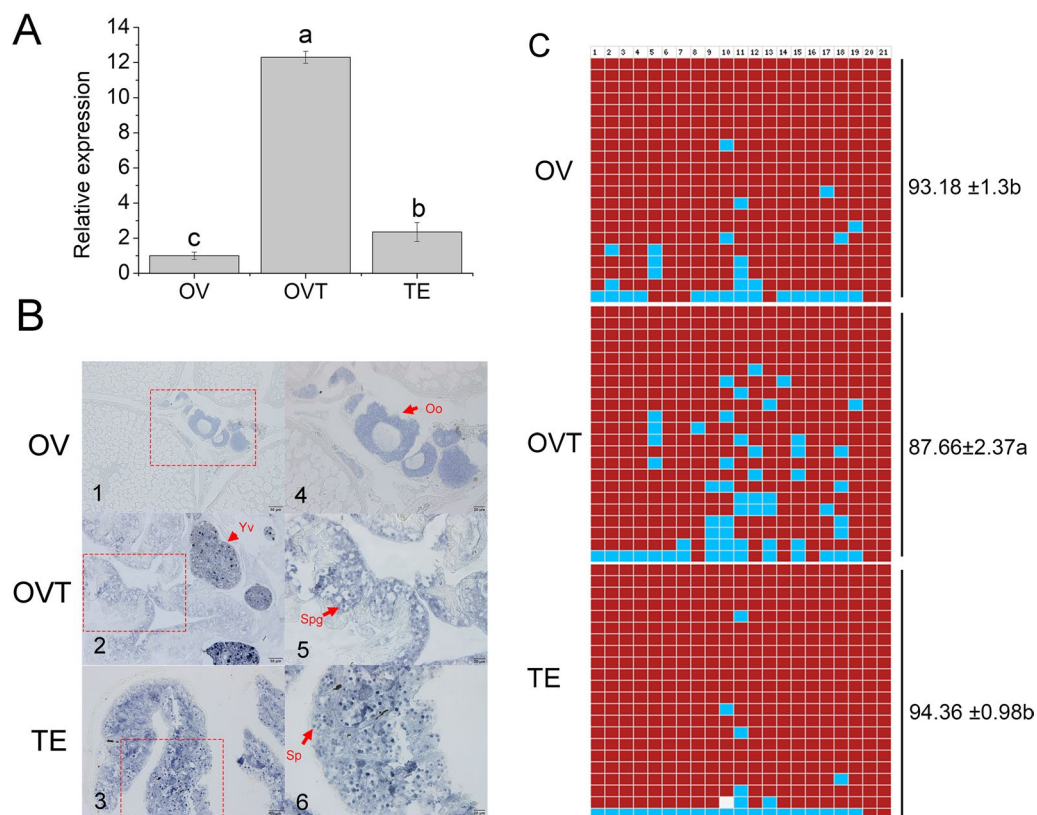 A
14
12
10
8
6
4
2
0
Relative expression
c
a
b
OV
OVT
TE
B
OV
OVT
TE
1
4
Oo
2
Yv
5
Spg
3
6
Sp
C
1 2 3 4 5 6 7 8 9 10 11 12 13 14 15 16 17 18 19 20 21
OV
93.18 ±1.3b
OVT
87.66±2.37a
TE
94.36 ±0.98b